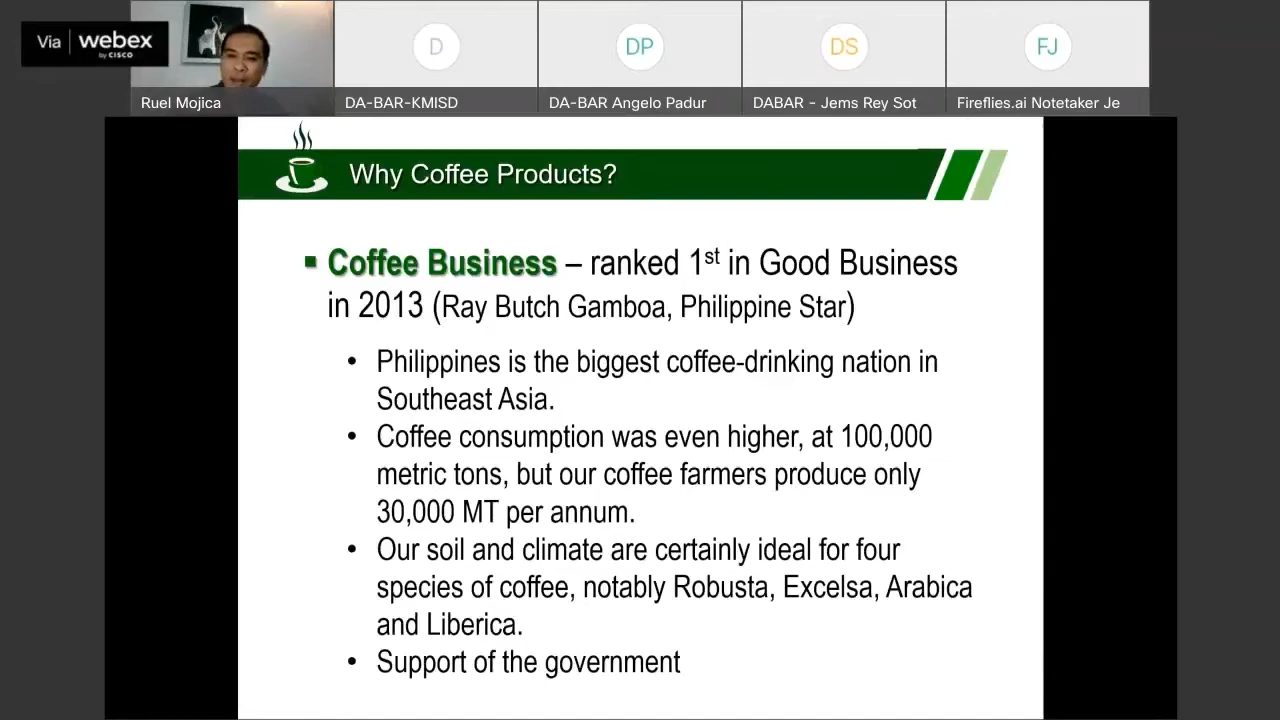 Via webex
by CISCO
D
DP
DS
FJ
Ruel Mojica
DA-BAR-KMISD
DA-BAR Angelo Padur
DABAR - Jems Rey Sot
Fireflies.ai Notetaker Je
Why Coffee Products?
▪ Coffee Business – ranked 1st in Good Business
in 2013 (Ray Butch Gamboa, Philippine Star)
• Philippines is the biggest coffee-drinking nation in
Southeast Asia.
• Coffee consumption was even higher, at 100,000
metric tons, but our coffee farmers produce only
30,000 MT per annum.
• Our soil and climate are certainly ideal for four
species of coffee, notably Robusta, Excelsa, Arabica
and Liberica.
• Support of the government